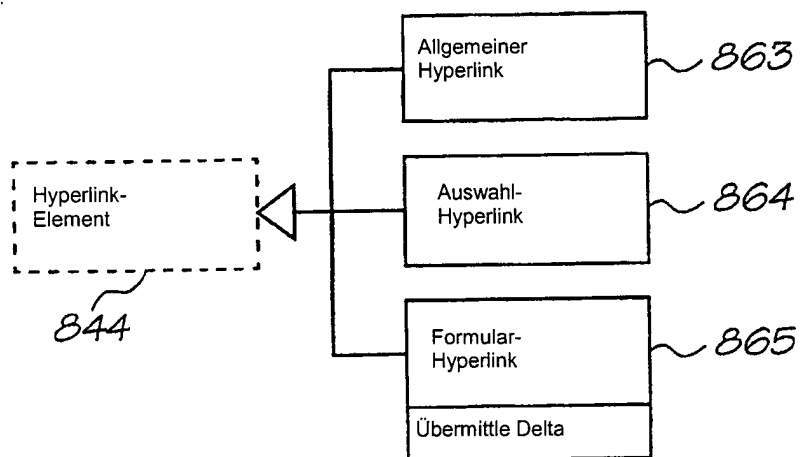 Allgemeiner
Hyperlink
863
Hyperlink-
Element
844
Auswahl-
Hyperlink
864
Formular-
Hyperlink
865
Übermittle Delta